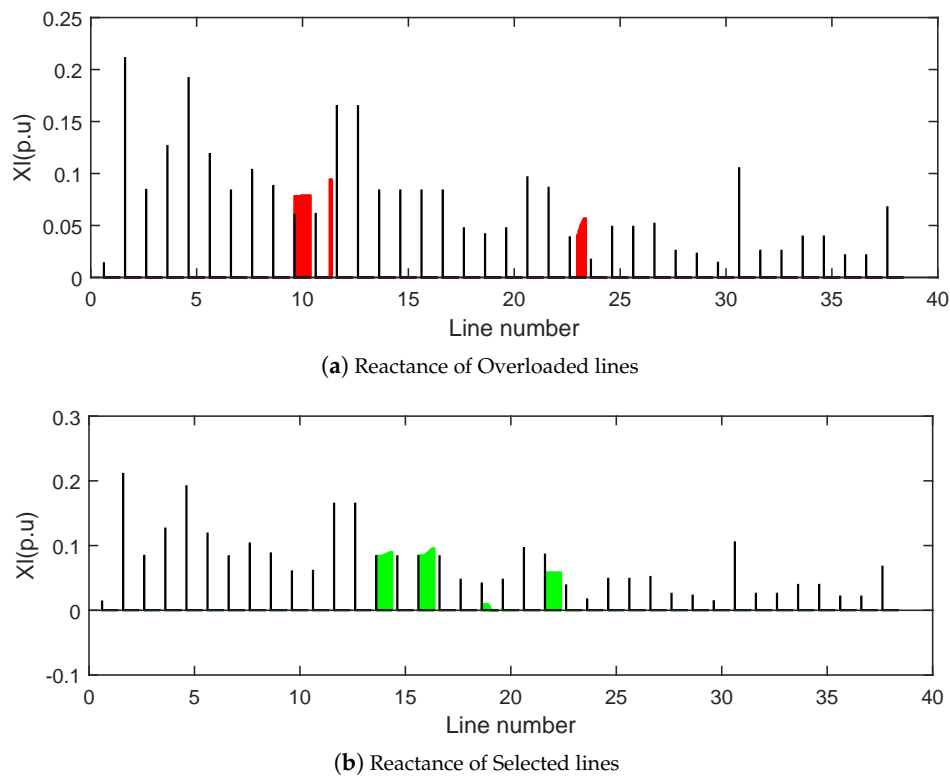 0.25
0.2
0.15
0.1
0.05
0
Xl(p.u)
0 5 10 15 20 25 30 35 40
Line number
(a) Reactance of Overloaded lines
0.3
0.2
0.1
0
-0.1
Xl(p.u)
0 5 10 15 20 25 30 35 40
Line number
(b) Reactance of Selected lines